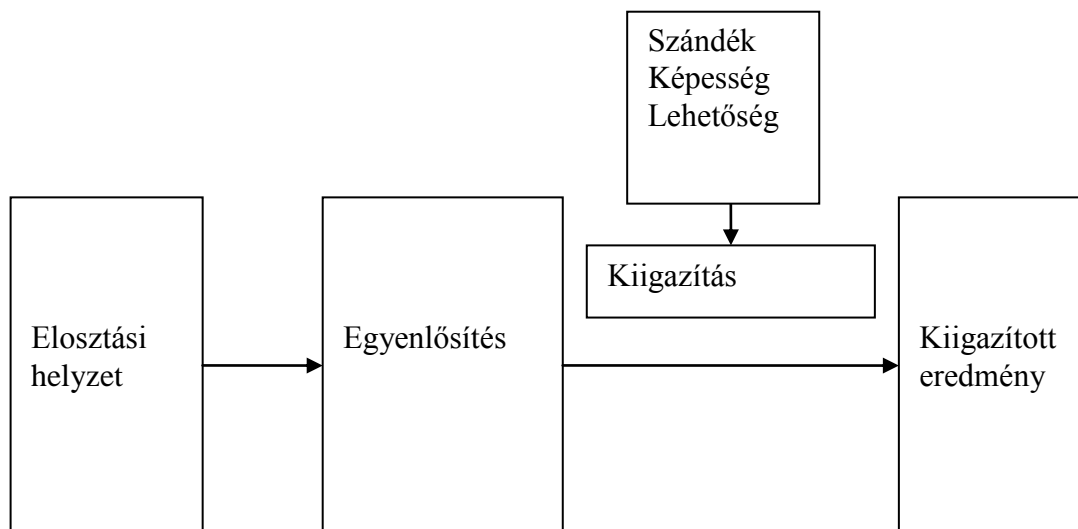 Szándék
Képesség
Lehetőség
Kiigazítás
Elosztási
helyzet
Egyenlősítés
Kiigazított
eredmény